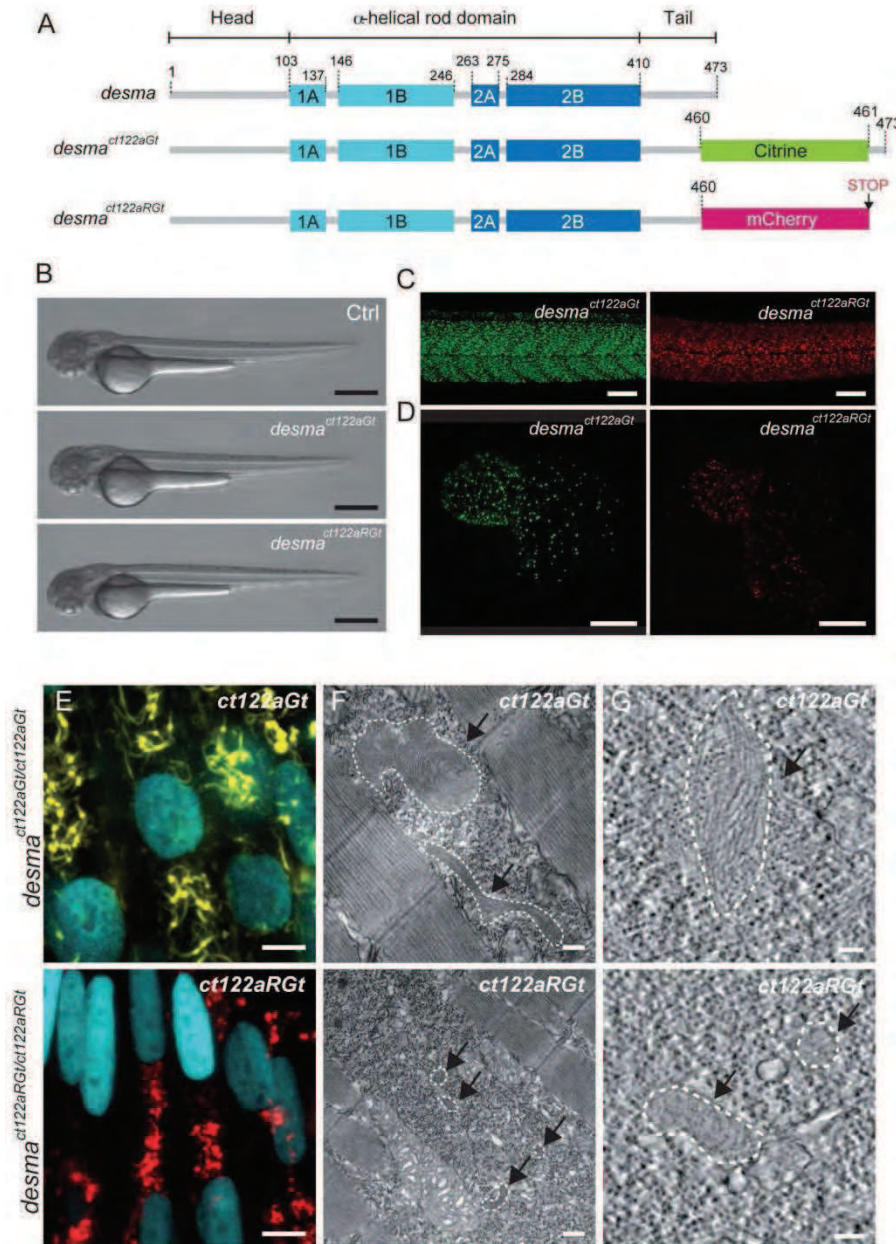 A
Head α-helical rod domain Tail
1 103 137 146 246 263 275 284 410 473
desma 1A 1B 2A 2B
460 461 473
desma ct122aGt 1A 1B 2A 2B Citrine
460 STOP
desma ct122aRGt 1A 1B 2A 2B mCherry
B
Ctrl
desma ct122aGt
desma ct122aRGt
C
desma ct122aGt
desma ct122aRGt
D
desma ct122aGt
desma ct122aRGt
desma ct122aGt/ct122aGt
E
ct122aGt
F
ct122aGt
G
ct122aGt
desma ct122aRGt/ct122aRGt
ct122aRGt
ct122aRGt
ct122aRGt